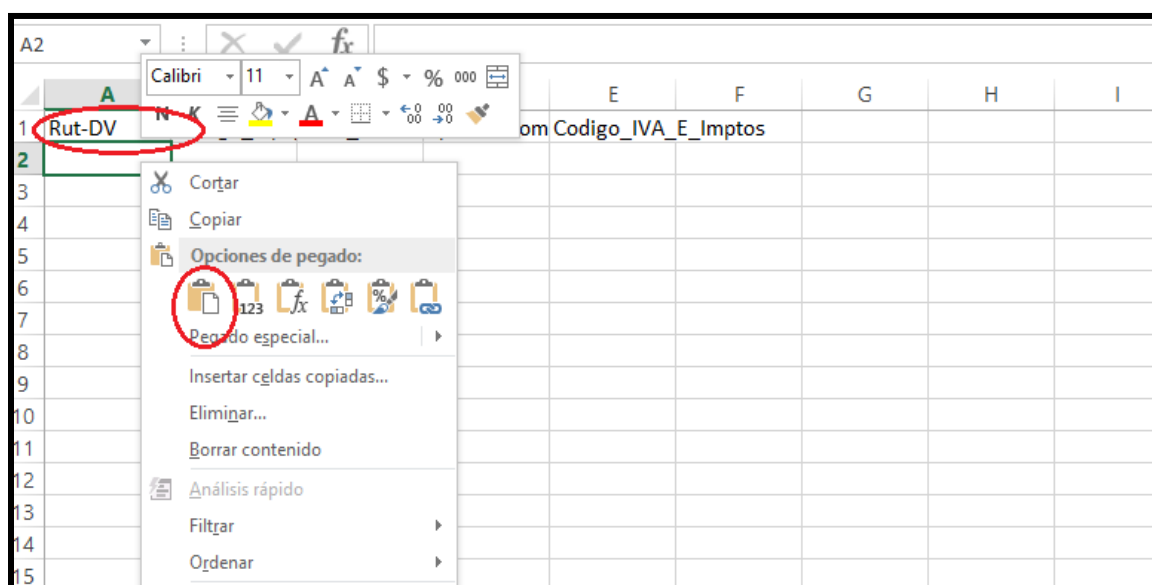 A2 fx
Calibri 11 A A $ % 000
A E F G H I
N K A
1 Rut-DV om Codigo_IVA_E_Imptos
2
3 Cortar
4 Copiar
5 Opciones de pegado:
6 123 fx %
7 Pegado especial...
8
9 Insertar celdas copiadas...
10 Eliminar...
11 Borrar contenido
12 Análisis rápido
13 Filtrar
14 Ordenar
15